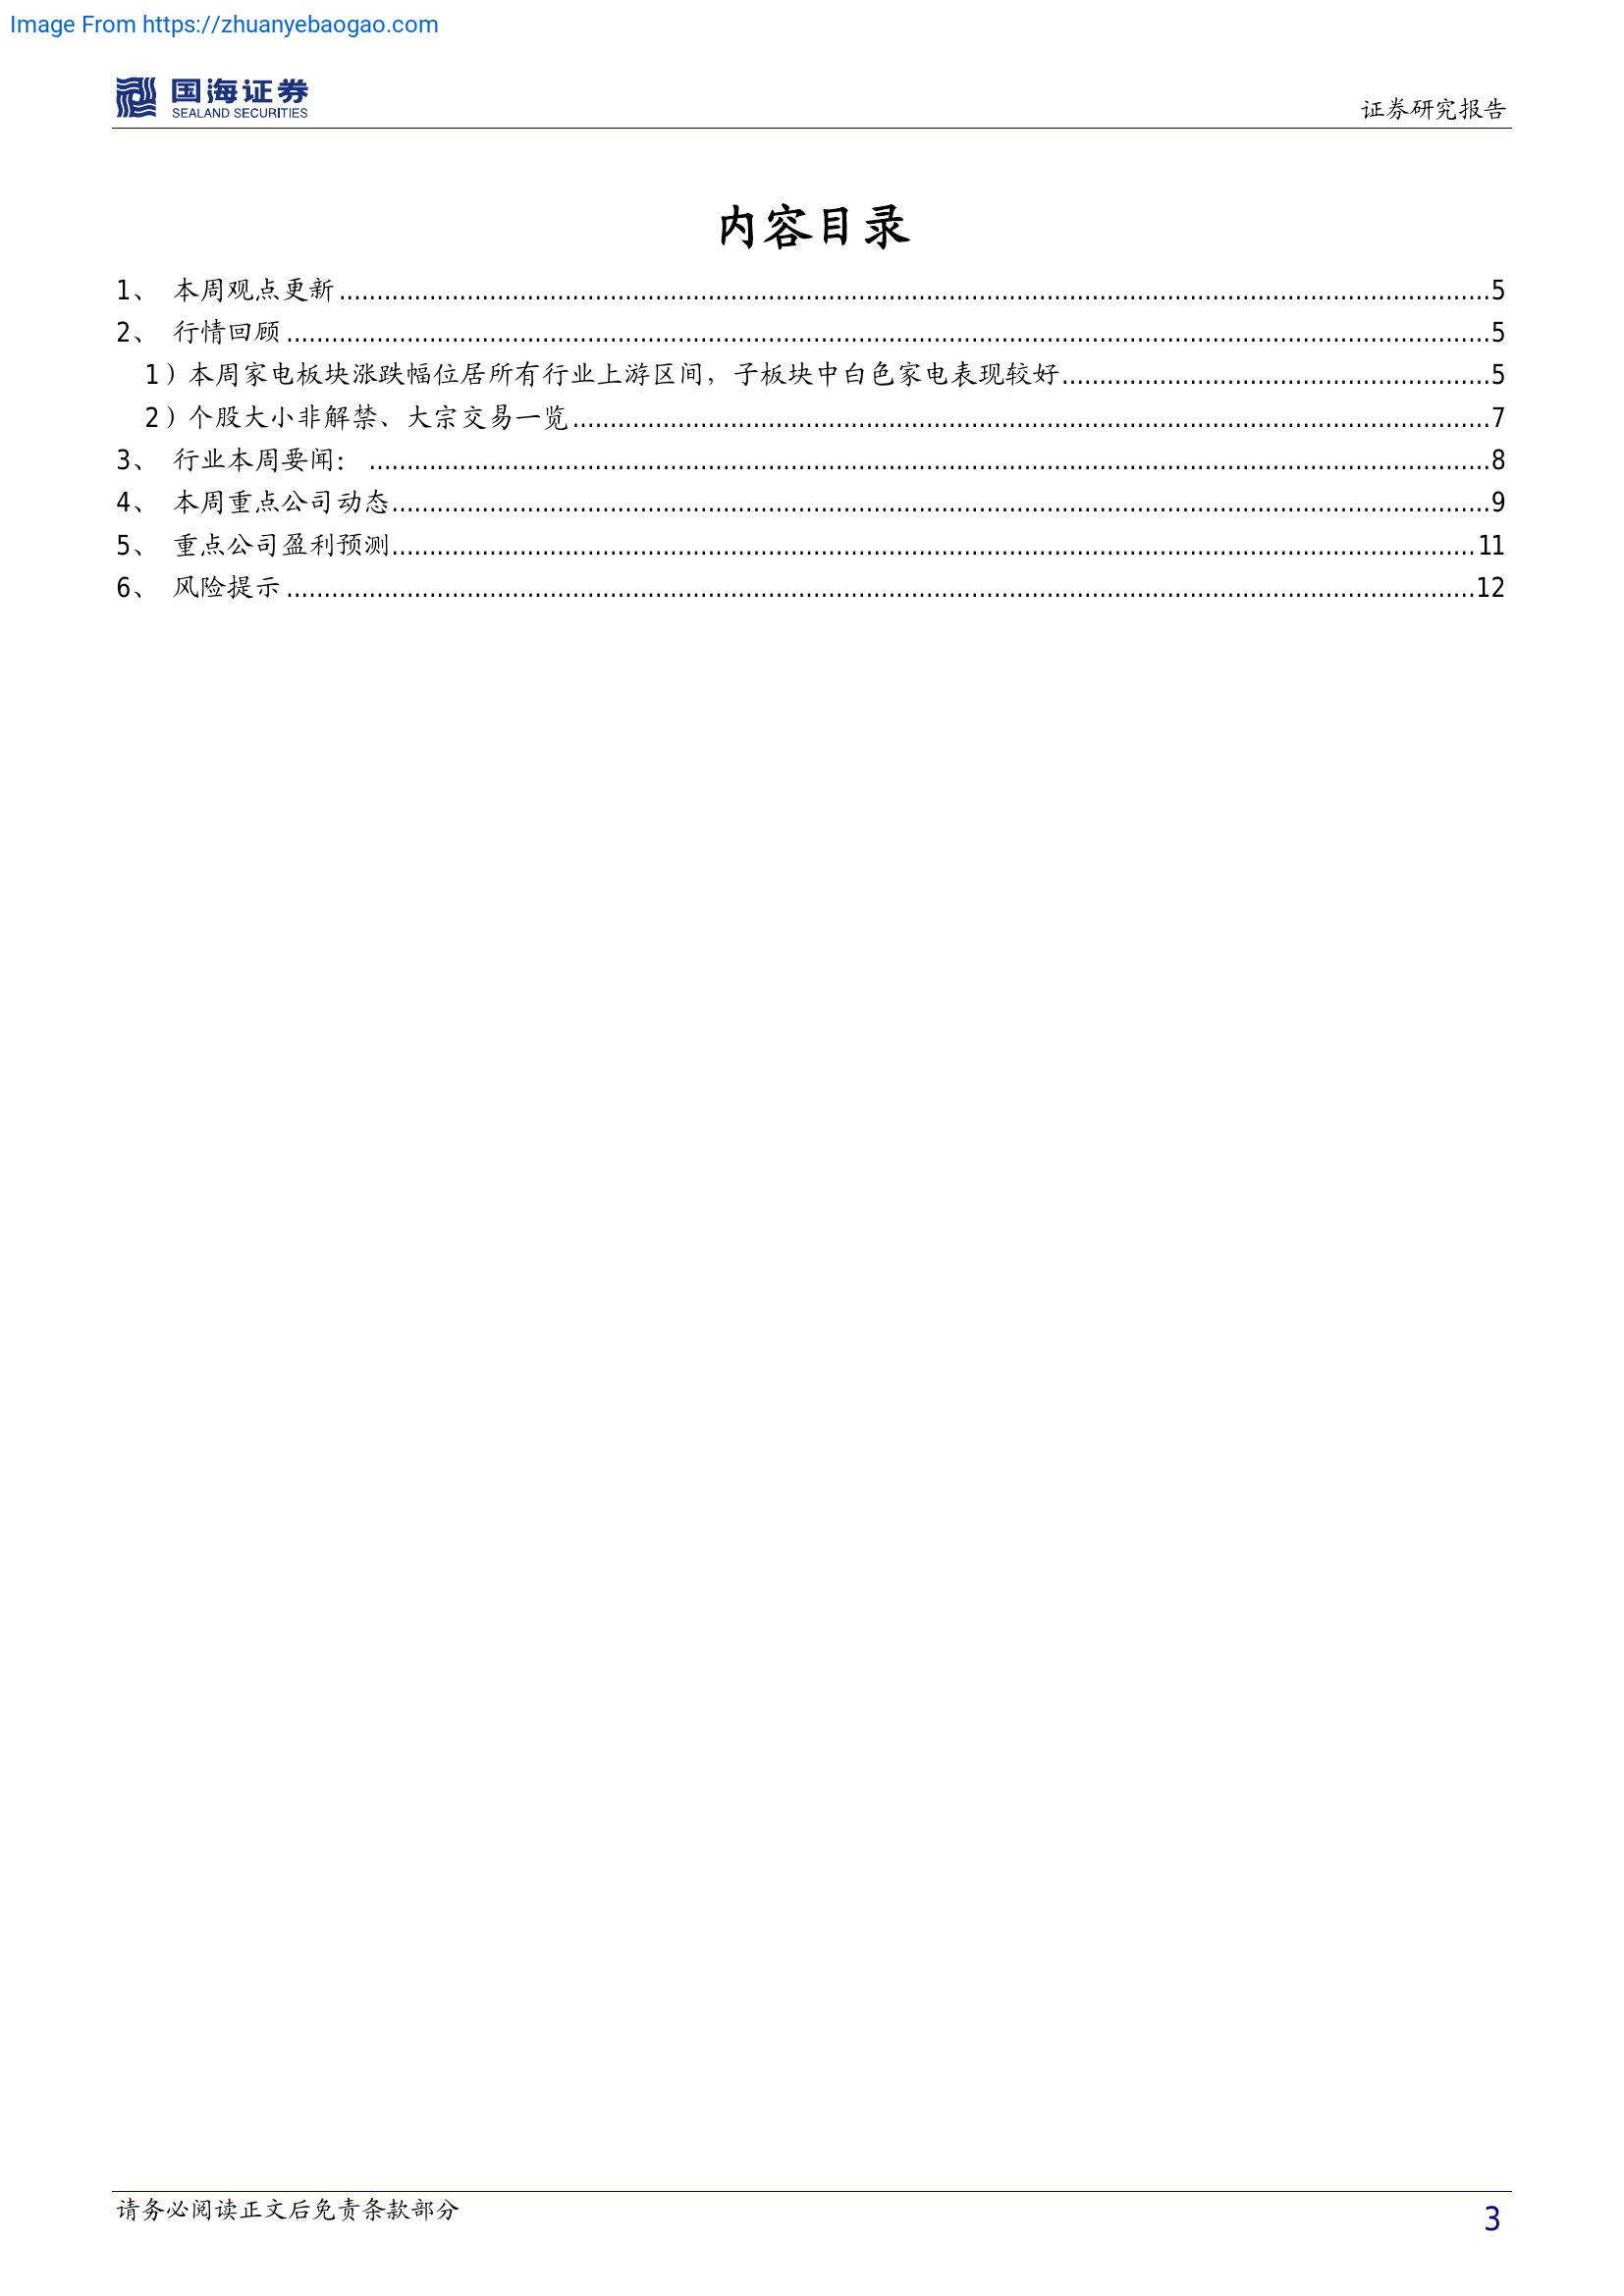 Image From https://zhuanyebaogao.com
国海证券
SEALAND SECURITIES
证券研究报告
内容目录
1、 本周观点更新 ........ 5
2、 行情回顾 ........ 5
1）本周家电板块涨跌幅位居所有行业上游区间，子板块中白色家电表现较好 ........ 5
2）个股大小非解禁、大宗交易一览 ........ 7
3、 行业本周要闻： ........ 8
4、 本周重点公司动态 ........ 9
5、 重点公司盈利预测 ........ 11
6、 风险提示 ........ 12
请务必阅读正文后免责条款部分
3